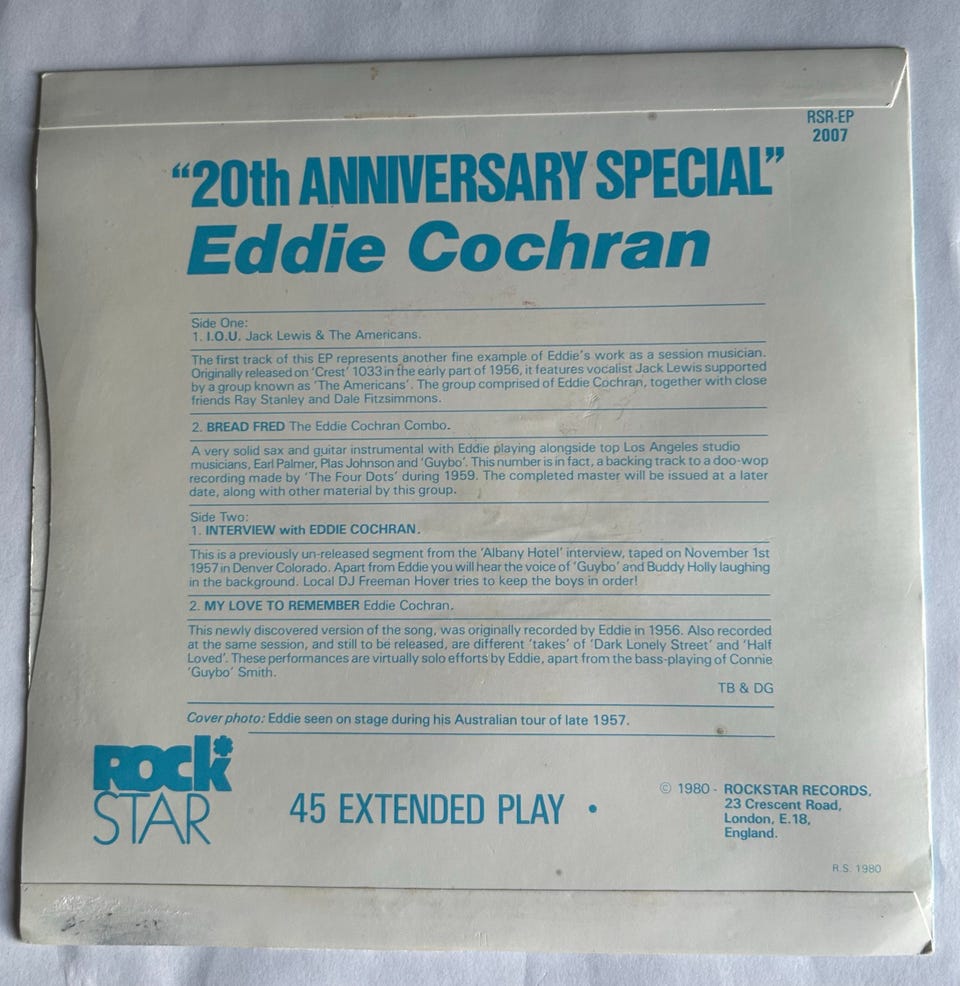 RSR-EP
2007
“20th ANNIVERSARY SPECIAL”
Eddie Cochran
Side One:
1. I.O.U. Jack Lewis & The Americans.
The first track of this EP represents another fine example of Eddie's work as a session musician.
Originally released on 'Crest' 1033 in the early part of 1956, it features vocalist Jack Lewis supported
by a group known as 'The Americans'. The group comprised of Eddie Cochran, together with close
friends Ray Stanley and Dale Fitzsimmons.
2. BREAD FRED The Eddie Cochran Combo.
A very solid sax and guitar instrumental with Eddie playing alongside top Los Angeles studio
musicians, Earl Palmer, Plas Johnson and 'Guybo'. This number is in fact, a backing track to a doo-wop
recording made by 'The Four Dots' during 1959. The completed master will be issued at a later
date, along with other material by this group.
Side Two:
1. INTERVIEW with EDDIE COCHRAN.
This is a previously un-released segment from the 'Albany Hotel' interview, taped on November 1st
1957 in Denver Colorado. Apart from Eddie you will hear the voice of 'Guybo' and Buddy Holly laughing
in the background. Local DJ Freeman Hover tries to keep the boys in order!
2. MY LOVE TO REMEMBER Eddie Cochran.
This newly discovered version of the song, was originally recorded by Eddie in 1956. Also recorded
at the same session, and still to be released, are different 'takes' of 'Dark Lonely Street' and 'Half
Loved'. These performances are virtually solo efforts by Eddie, apart from the bass-playing of Connie
'Guybo' Smith.
TB & DG
Cover photo: Eddie seen on stage during his Australian tour of late 1957.
ROCK
STAR
45 EXTENDED PLAY •
© 1980 - ROCKSTAR RECORDS,
23 Crescent Road,
London, E.18,
England.
R.S. 1980